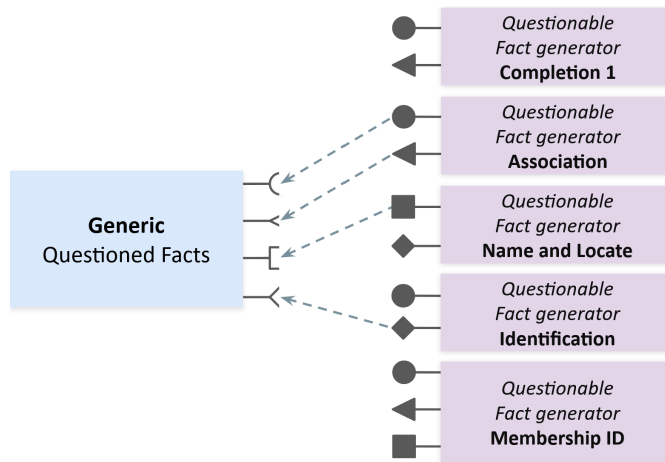 Generic
Questioned Facts
Questionable
Fact generator
Completion 1
Questionable
Fact generator
Association
Questionable
Fact generator
Name and Locate
Questionable
Fact generator
Identification
Questionable
Fact generator
Membership ID